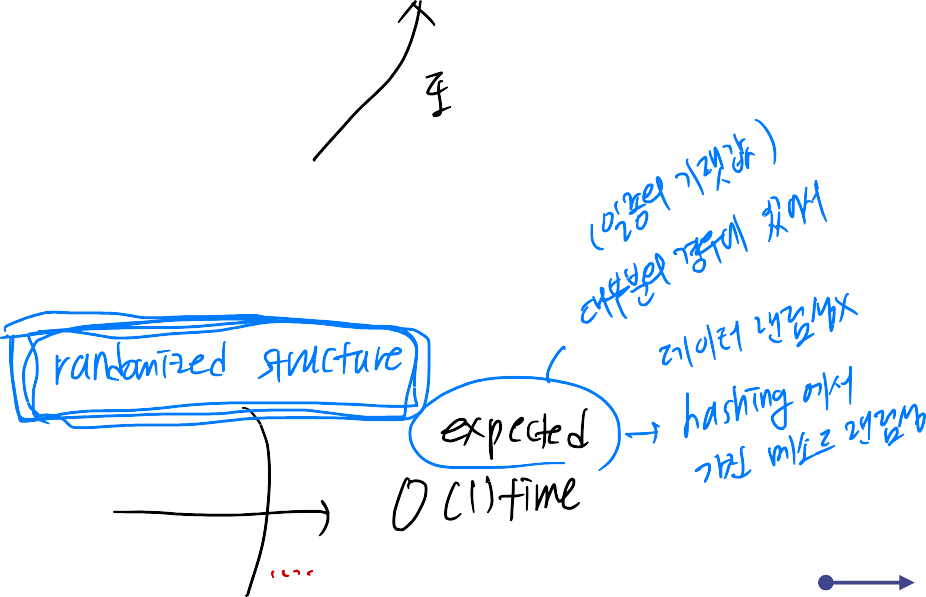 (일종의 기댓값)
대부분의 경우에 있어서
randomized structure
데이터 랜덤성x
expected → hashing 에서
가진 메소드 랜덤성
O(1) time